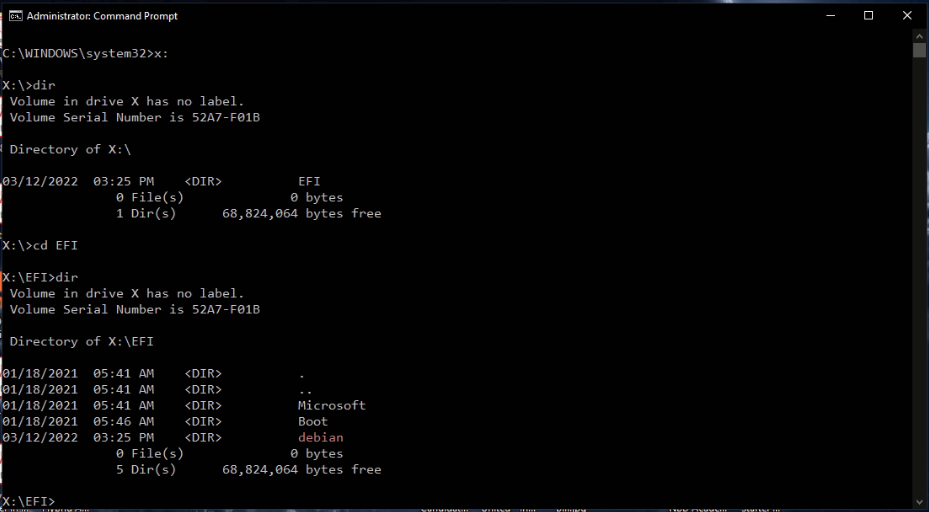 Administrator: Command Prompt
C:\WINDOWS\system32>x:
X:\>dir
Volume in drive X has no label.
Volume Serial Number is 52A7-F01B
Directory of X:\
03/12/2022 03:25 PM <DIR> EFI
0 File(s) 0 bytes
1 Dir(s) 68,824,064 bytes free
X:\>cd EFI
X:\EFI>dir
Volume in drive X has no label.
Volume Serial Number is 52A7-F01B
Directory of X:\EFI
01/18/2021 05:41 AM <DIR> .
01/18/2021 05:41 AM <DIR> ..
01/18/2021 05:41 AM <DIR> Microsoft
01/18/2021 05:46 AM <DIR> Boot
03/12/2022 03:25 PM <DIR> debian
0 File(s) 0 bytes
5 Dir(s) 68,824,064 bytes free
X:\EFI>